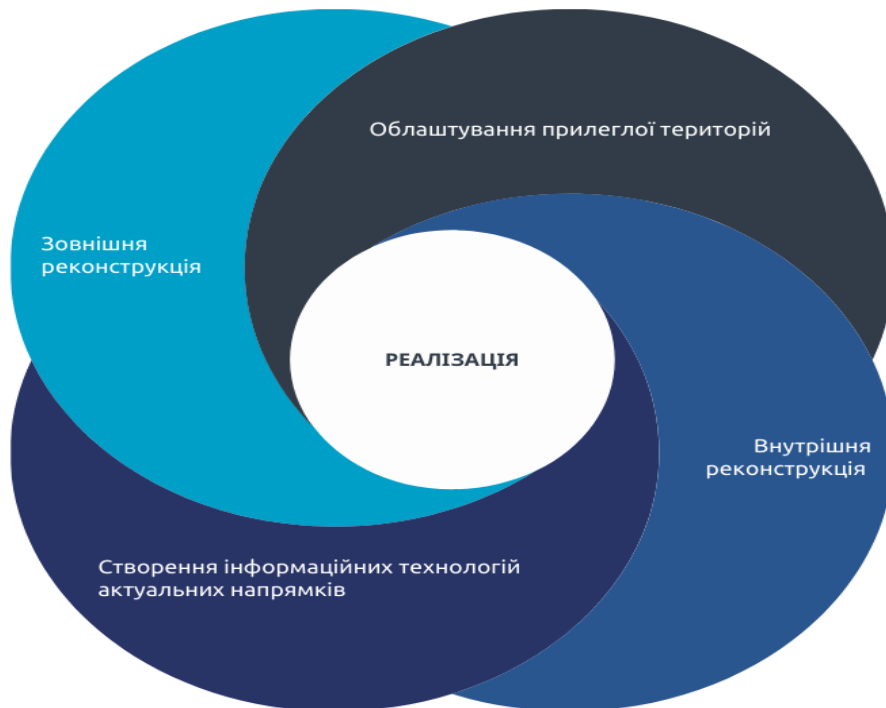 Облаштування прилеглої територій
Зовнішня
реконструкція
РЕАЛІЗАЦІЯ
Внутрішня
реконструкція
Створення інформаційних технологій
актуальних напрямків